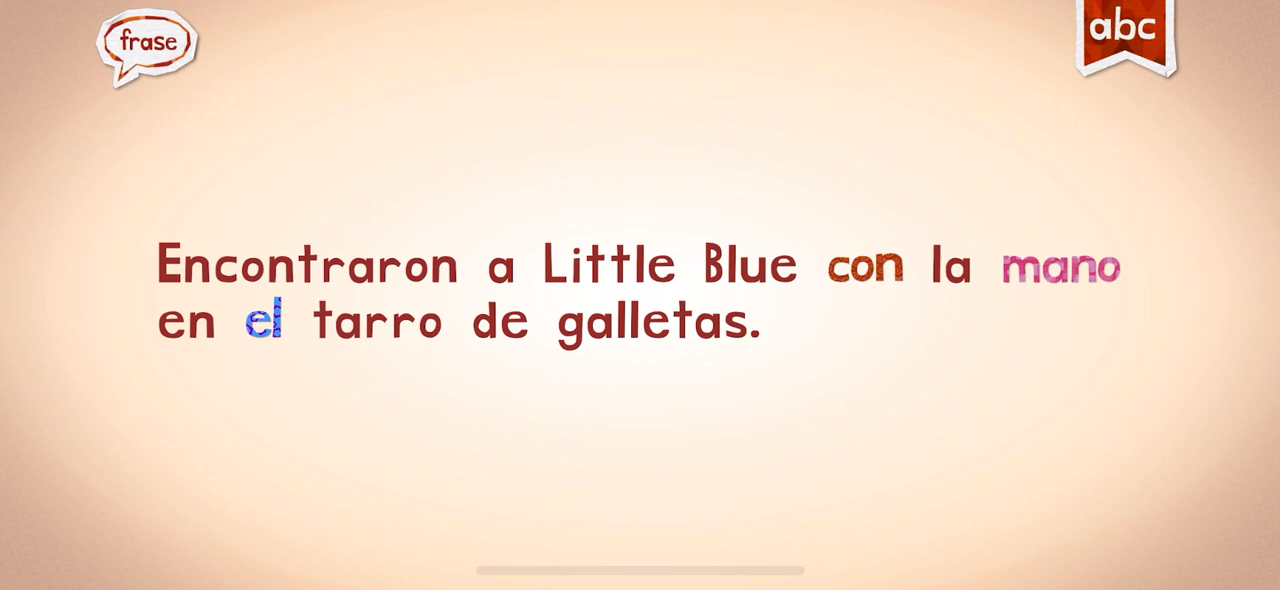 frase
abc
Encontraron a Little Blue con la mano
en el tarro de galletas.